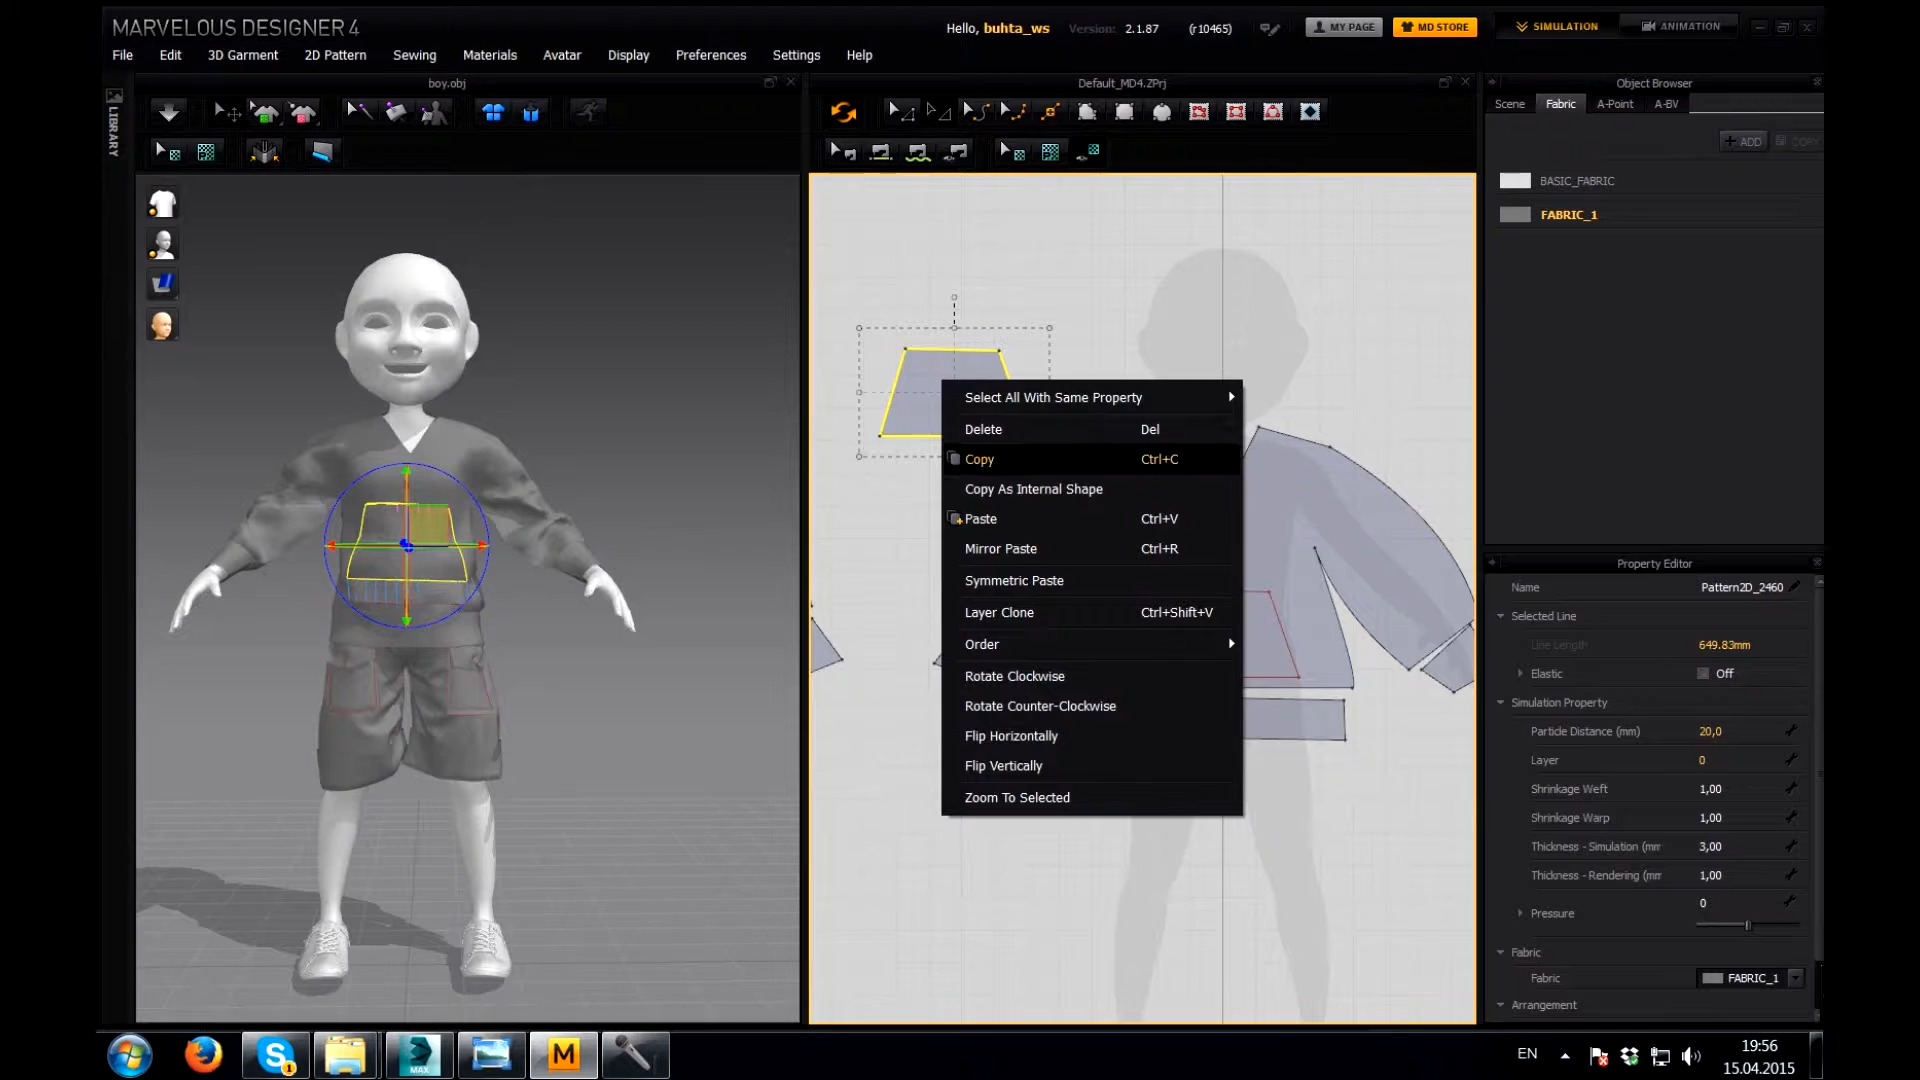 MARVELOUS DESIGNER 4
Hello, buhta_ws
Version: 2.1.87 (r10465)
MY PAGE
MD STORE
SIMULATION
ANIMATION
File Edit 3D Garment 2D Pattern Sewing Materials Avatar Display Preferences Settings Help
boy.obj
Default_MD4.ZPrj
Object Browser
LIBRARY
Scene Fabric A-Point A-BV
+ ADD COPY
BASIC_FABRIC
FABRIC_1
Select All With Same Property
Delete Del
Copy Ctrl+C
Copy As Internal Shape
Paste Ctrl+V
Mirror Paste Ctrl+R
Symmetric Paste
Layer Clone Ctrl+Shift+V
Order
Rotate Clockwise
Rotate Counter-Clockwise
Flip Horizontally
Flip Vertically
Zoom To Selected
Property Editor
Name Pattern2D_2460
Selected Line
Line Length 649.83mm
Elastic Off
Simulation Property
Particle Distance (mm) 20,0
Layer 0
Shrinkage Weft 1,00
Shrinkage Warp 1,00
Thickness - Simulation (mm 3,00
Thickness - Rendering (mm 1,00
Pressure 0
Fabric
Fabric FABRIC_1
Arrangement
S 1
MAX
M
EN
19:56
15.04.2015